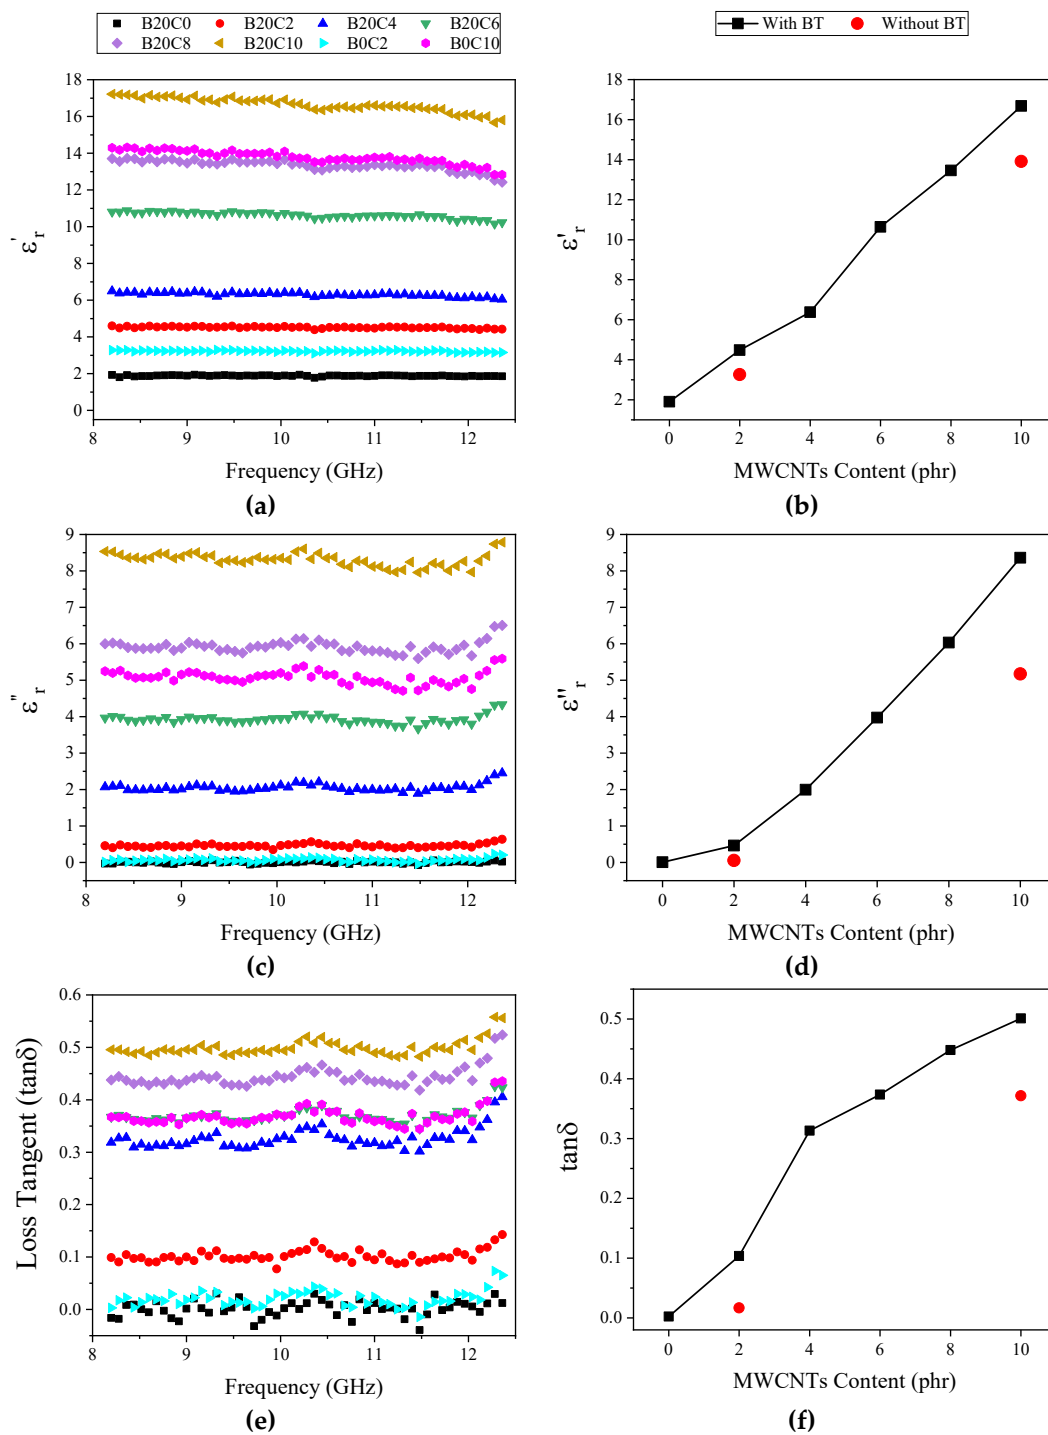 B20C0 B20C2 B20C4 B20C6
B20C8 B20C10 B0C2 B0C10
With BT Without BT
18
16
14
12
10
8
6
4
2
0
ε'r
8 9 10 11 12
Frequency (GHz)
(a)
18
16
14
12
10
8
6
4
2
ε'r
0 2 4 6 8 10
MWCNTs Content (phr)
(b)
9
8
7
6
5
4
3
2
1
0
ε''r
8 9 10 11 12
Frequency (GHz)
(c)
9
8
7
6
5
4
3
2
1
0
ε''r
0 2 4 6 8 10
MWCNTs Content (phr)
(d)
0.6
0.5
0.4
0.3
0.2
0.1
0.0
Loss Tangent (tanδ)
8 9 10 11 12
Frequency (GHz)
(e)
0.5
0.4
0.3
0.2
0.1
0.0
tanδ
0 2 4 6 8 10
MWCNTs Content (phr)
(f)